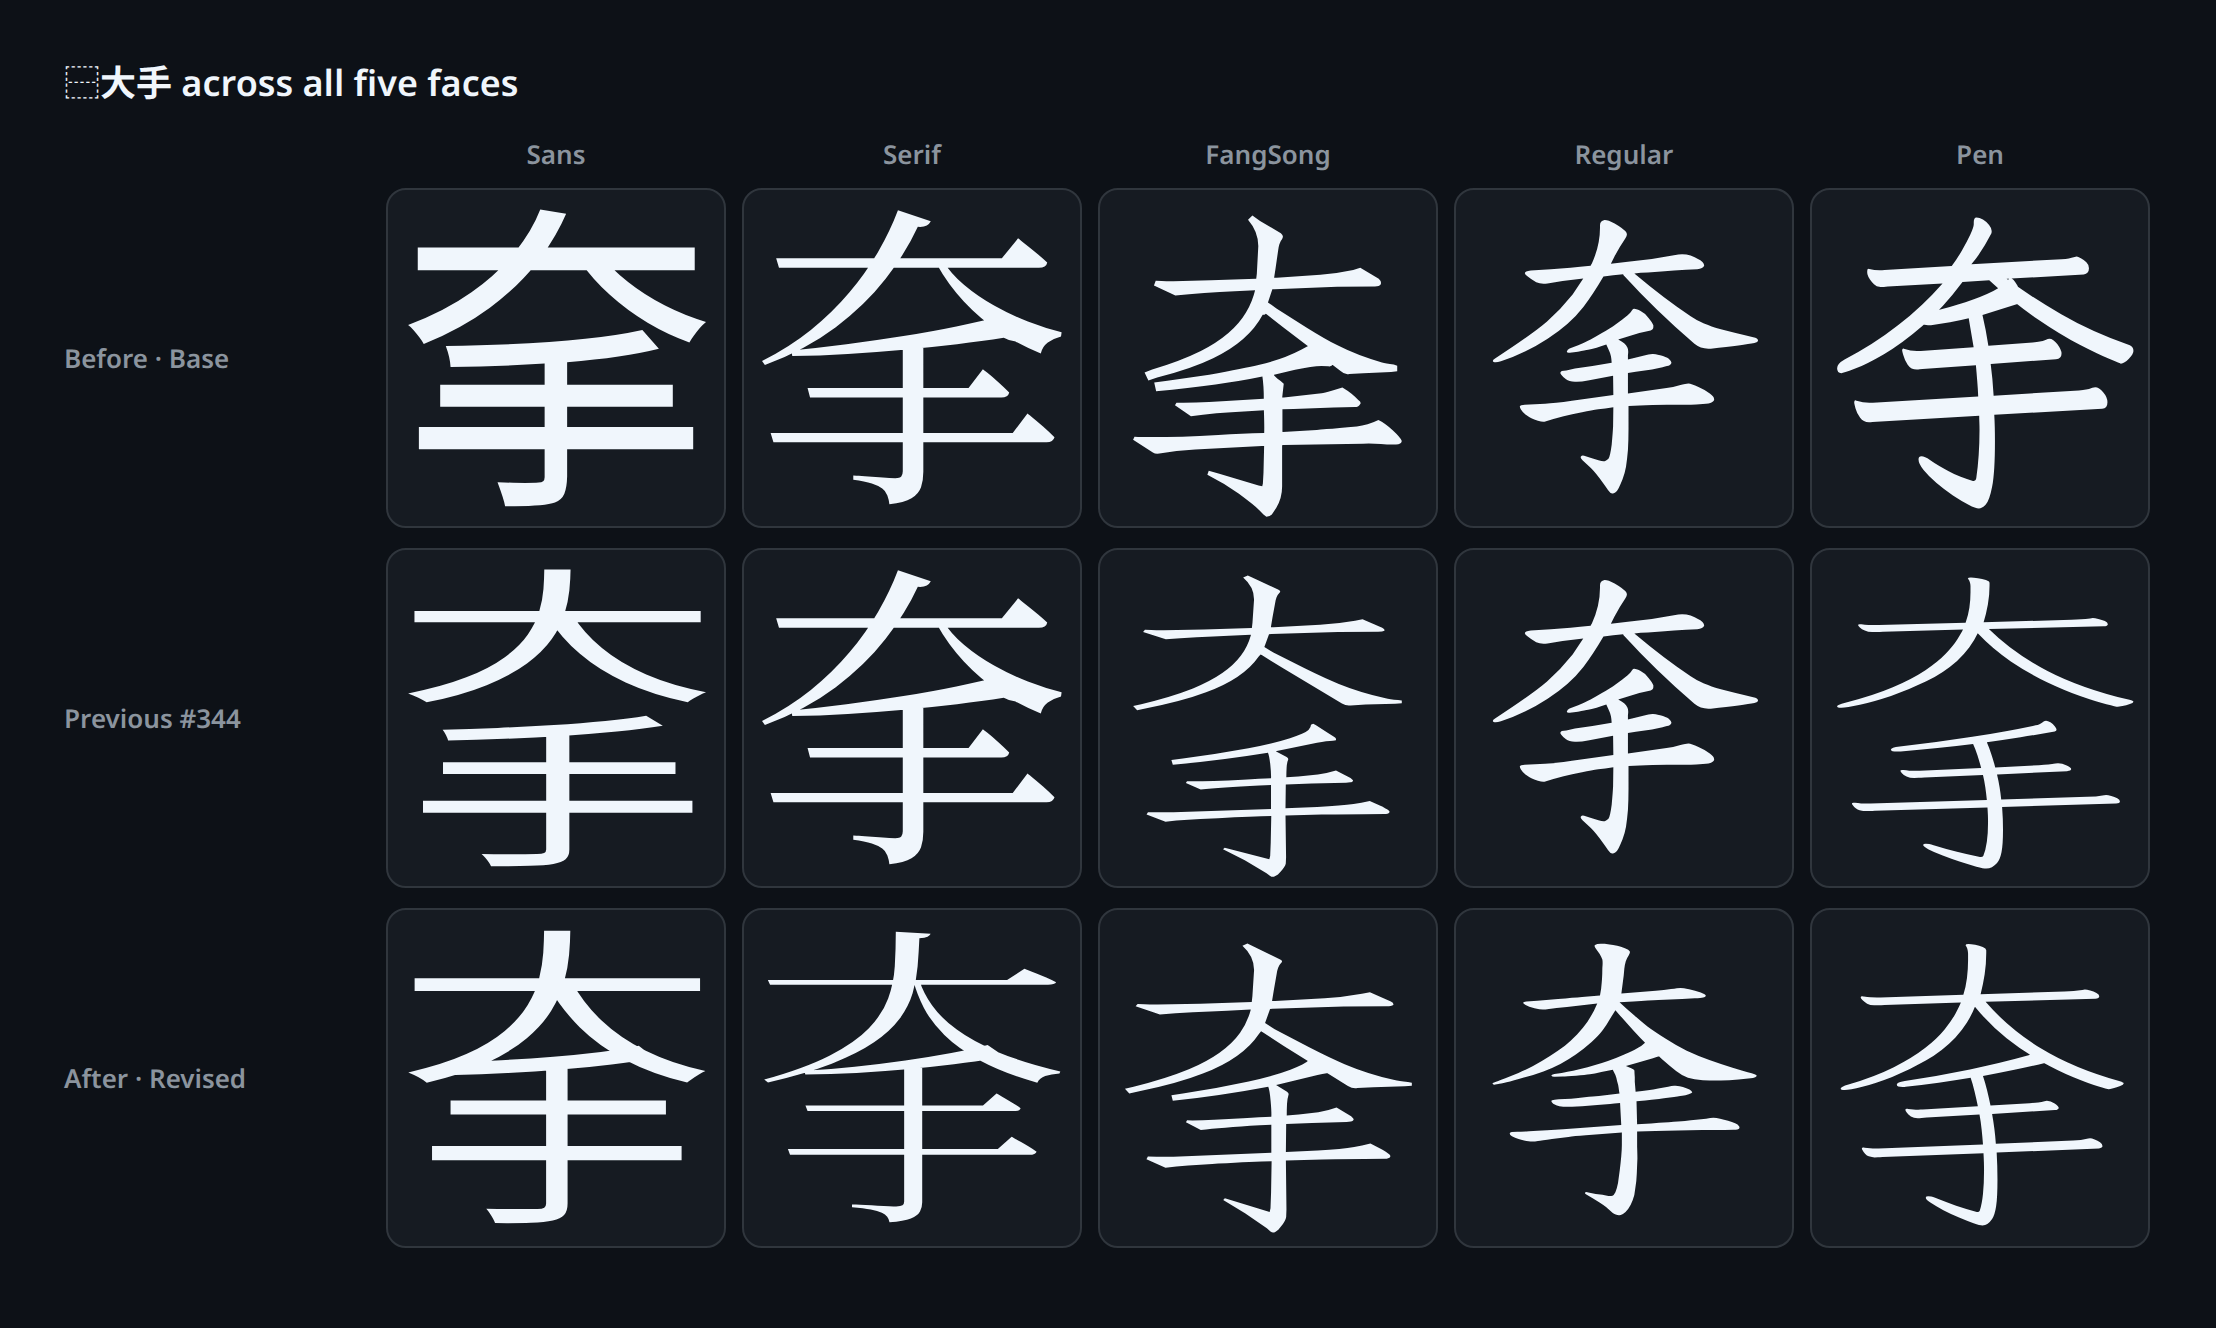 ⿱大手 across all five faces
Sans Serif FangSong Regular Pen
Before · Base
Previous #344
After · Revised